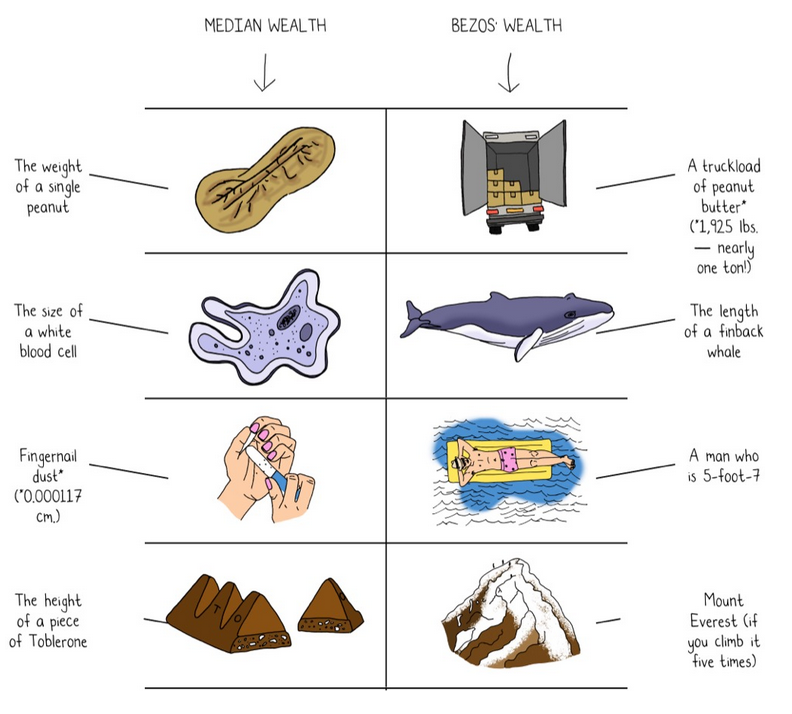 MEDIAN WEALTH
BEZOS' WEALTH
The weight
of a single
peanut
A truckload
of peanut
butter*
(*1,925 lbs.
— nearly
one ton!)
The size of
a white
blood cell
The length
of a finback
whale
Fingernail
dust*
(*0.000117
cm.)
A man who
is 5-foot-7
The height
of a piece
of Toblerone
T O
Mount
Everest (if
you climb it
five times)